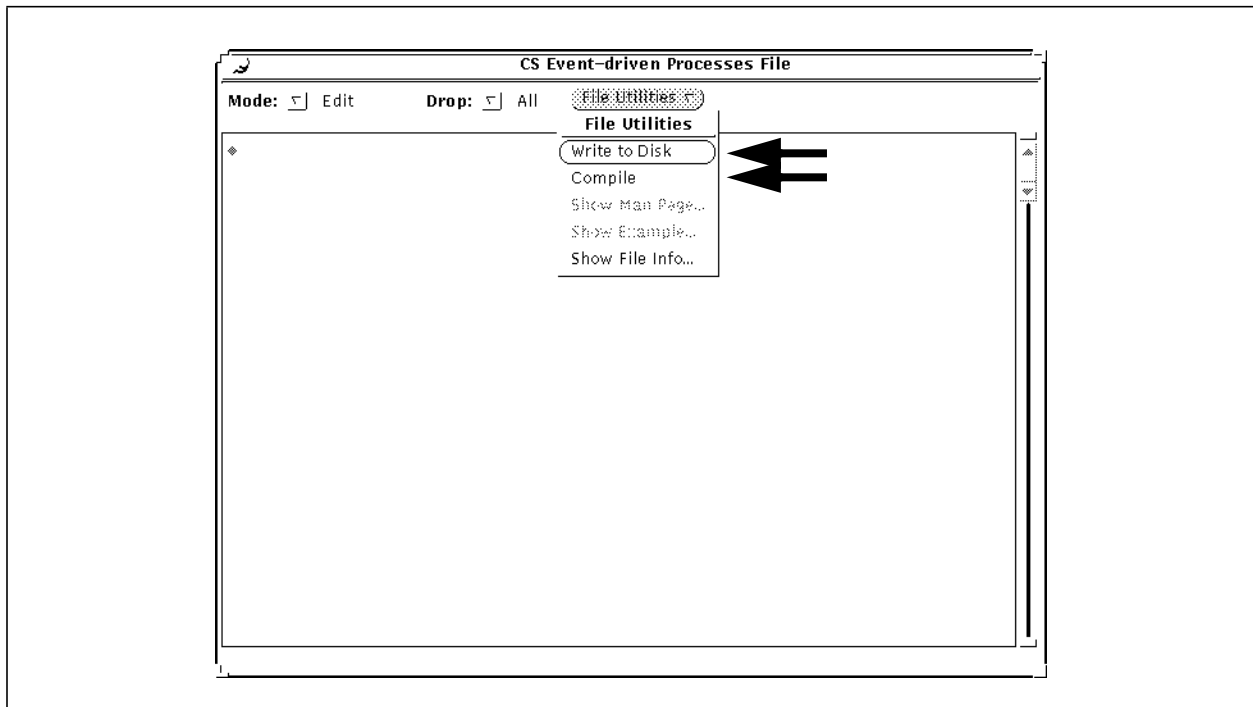 CS Event-driven Processes File
Mode: Edit Drop: All File Utilities
File Utilities
Write to Disk
Compile
Show Man Page...
Show Example...
Show File Info...